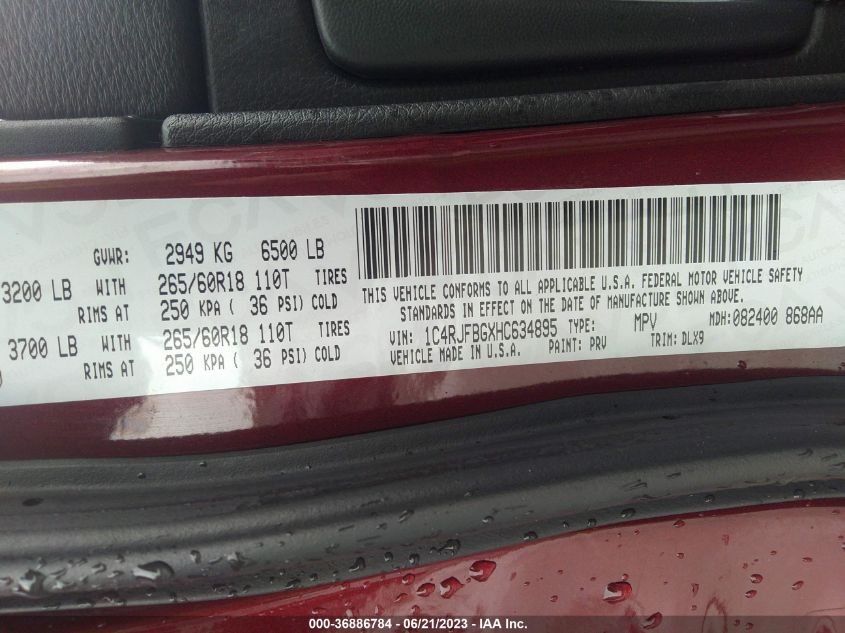 GVWR: 2949 KG 6500 LB
3200 LB WITH 265/60R18 110T TIRES
RIMS AT 250 KPA ( 36 PSI) COLD
3700 LB WITH 265/60R18 110T TIRES
RIMS AT 250 KPA ( 36 PSI) COLD
THIS VEHICLE CONFORMS TO ALL APPLICABLE U.S.A. FEDERAL MOTOR VEHICLE SAFETY
STANDARDS IN EFFECT ON THE DATE OF MANUFACTURE SHOWN ABOVE.
VIN: 1C4RJFBGXHC634895 TYPE: MPV MDH:082400 868AA
VEHICLE MADE IN U.S.A. PAINT: PRV TRIM: DLX9
000-36886784 - 06/21/2023 - IAAI.COM